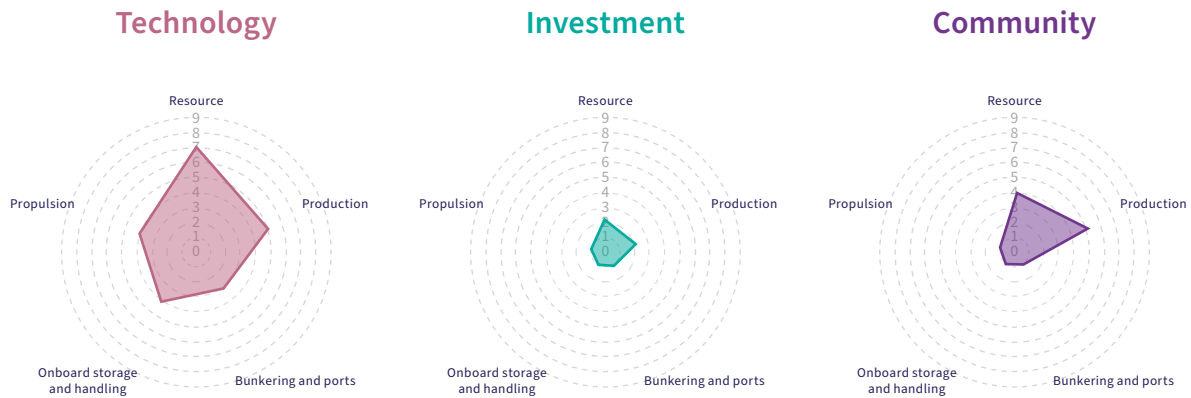 Technology
Resource
9
8
7
6
5
4
3
2
1
0
Propulsion
Production
Onboard storage
and handling
Bunkering and ports
Investment
Resource
9
8
7
6
5
4
3
2
1
0
Propulsion
Production
Onboard storage
and handling
Bunkering and ports
Community
Resource
9
8
7
6
5
4
3
2
1
0
Propulsion
Production
Onboard storage
and handling
Bunkering and ports